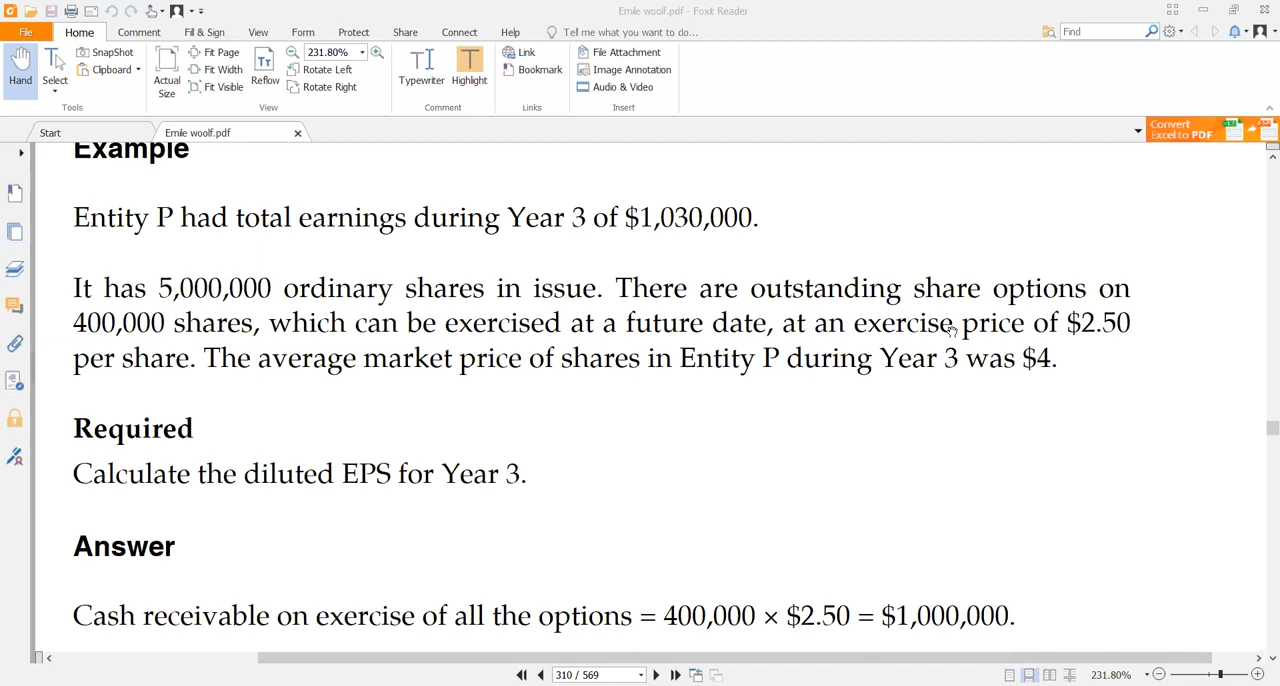 Emie woolf.pdf - Foxit Reader
File Home Comment Fill & Sign View Form Protect Share Connect Help Tell me what you want to do... Find
Hand
Select
SnapShot
Clipboard
Tools
Actual Size
Fit Page
Fit Width
Fit Visible
Reflow
231.80%
Rotate Left
Rotate Right
View
Typewriter
Highlight
Comment
Link
Bookmark
Links
File Attachment
Image Annotation
Audio & Video
Insert
Start
Emie woolf.pdf
Convert
Excel to PDF
Example
Entity P had total earnings during Year 3 of $1,030,000.
It has 5,000,000 ordinary shares in issue. There are outstanding share options on
400,000 shares, which can be exercised at a future date, at an exercise price of $2.50
per share. The average market price of shares in Entity P during Year 3 was $4.
Required
Calculate the diluted EPS for Year 3.
Answer
Cash receivable on exercise of all the options = 400,000 × $2.50 = $1,000,000.
310 / 569
231.80%